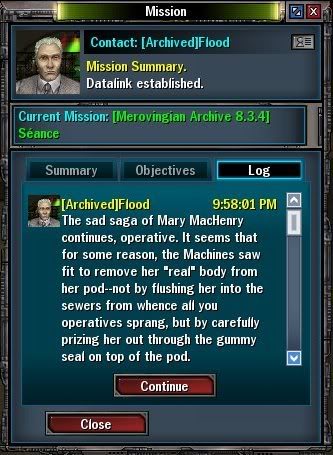 Mission
Contact: [Archived]Flood
Mission Summary.
Datalink established.
Current Mission: [Merovingian Archive 8.3.4]
Séance
Summary Objectives Log
[Archived]Flood 9:58:01 PM
The sad saga of Mary MacHenry
continues, operative. It seems that
for some reason, the Machines saw
fit to remove her "real" body from
her pod--not by flushing her into the
sewers from whence all you
operatives sprang, but by carefully
prizing her out through the gummy
seal on top of the pod.
Continue
Close